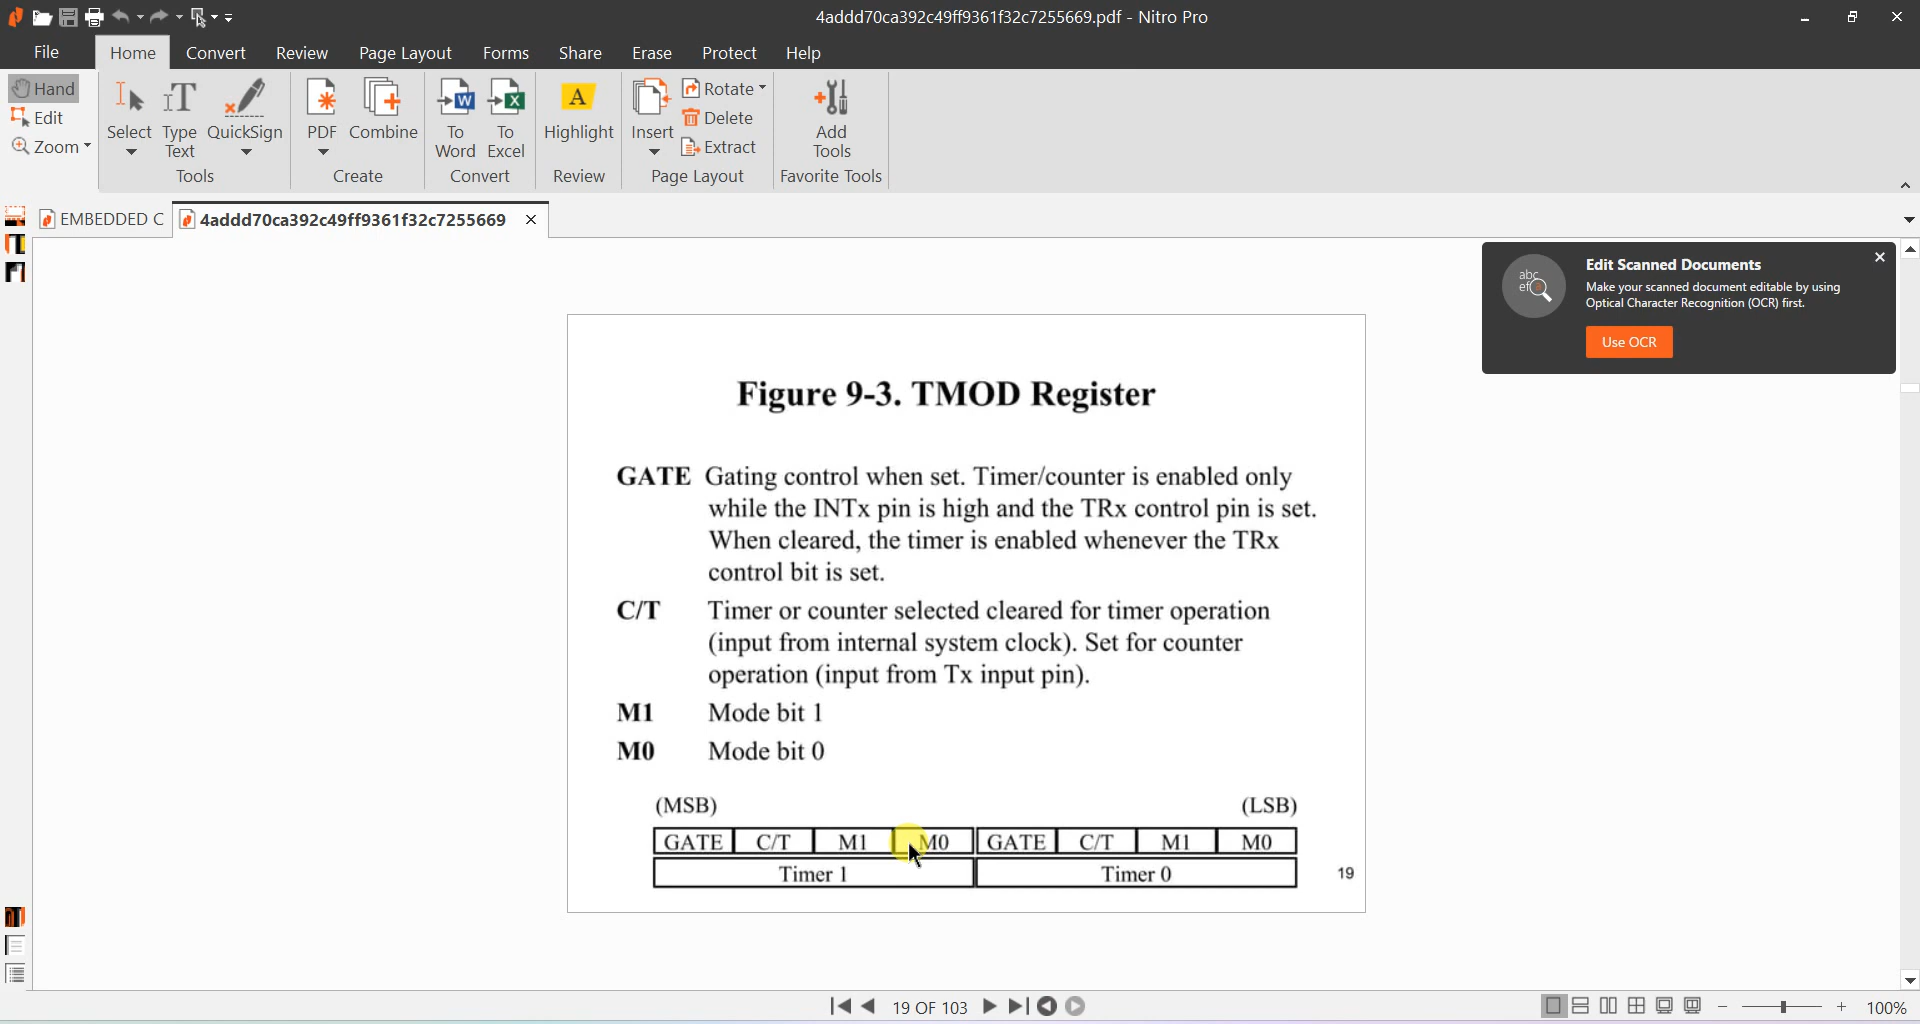 4addd70ca392c49ff9361f32c7255669.pdf - Nitro Pro
File Home Convert Review Page Layout Forms Share Erase Protect Help
Hand
Edit
Zoom
Select
Type Text
QuickSign
Tools
PDF
Combine
Create
To Word
To Excel
Convert
Highlight
Review
Insert
Rotate
Delete
Extract
Page Layout
Add Tools
Favorite Tools
EMBEDDED C
4addd70ca392c49ff9361f32c7255669
abc
Edit Scanned Documents
Make your scanned document editable by using
Optical Character Recognition (OCR) first.
Use OCR
Figure 9-3. TMOD Register
GATE Gating control when set. Timer/counter is enabled only
while the INTx pin is high and the TRx control pin is set.
When cleared, the timer is enabled whenever the TRx
control bit is set.
C/T Timer or counter selected cleared for timer operation
(input from internal system clock). Set for counter
operation (input from Tx input pin).
M1 Mode bit 1
M0 Mode bit 0
(MSB) (LSB)
GATE C/T M1 M0 GATE C/T M1 M0
Timer 1 Timer 0
19
19 OF 103
100%